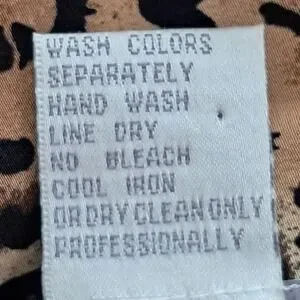 WASH COLORS
SEPARATELY
HAND WASH
LINE DRY
NO BLEACH
COOL IRON
OR DRY CLEAN ONLY
PROFESSIONALLY